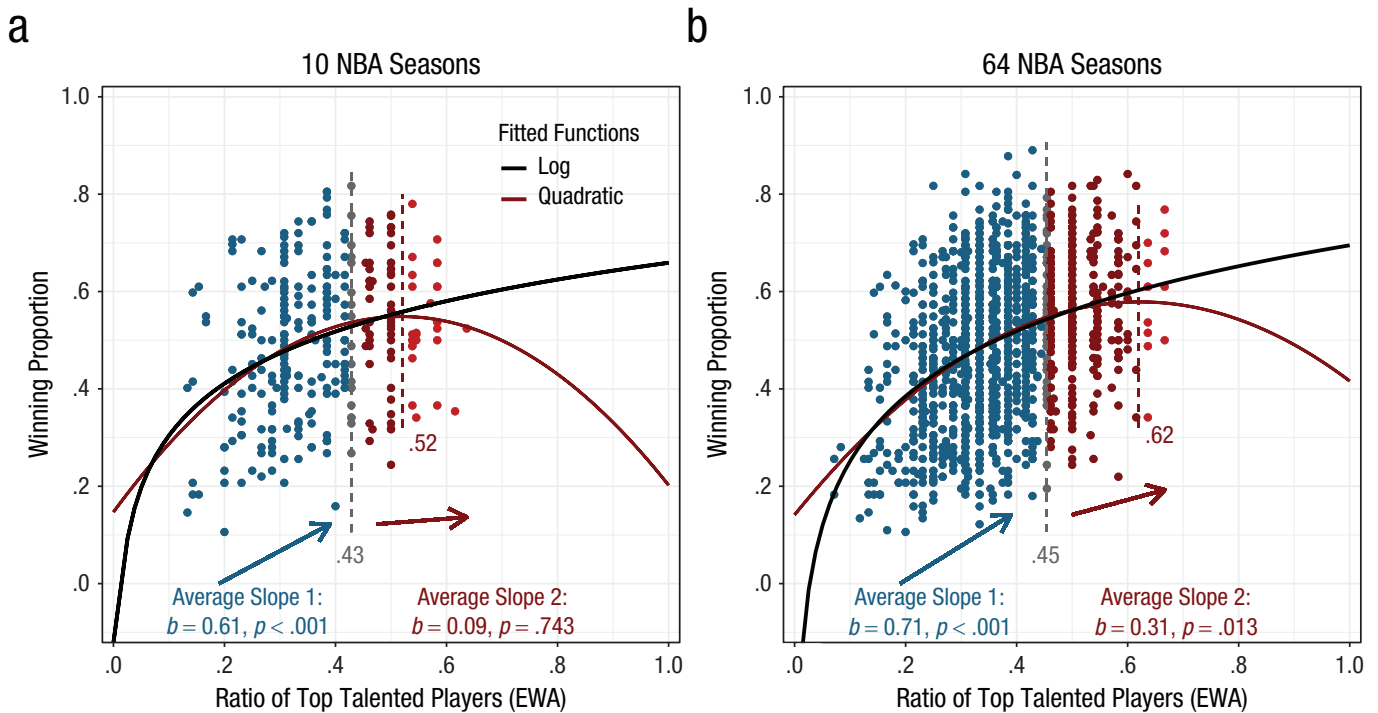 a
10 NBA Seasons
Winning Proportion
1.0
.8
.6
.4
.2
.0
Fitted Functions
Log
Quadratic
.52
.43
Average Slope 1:
b = 0.61, p < .001
Average Slope 2:
b = 0.09, p = .743
.0
.2
.4
.6
.8
1.0
Ratio of Top Talented Players (EWA)
b
64 NBA Seasons
Winning Proportion
1.0
.8
.6
.4
.2
.0
.62
.45
Average Slope 1:
b = 0.71, p < .001
Average Slope 2:
b = 0.31, p = .013
.0
.2
.4
.6
.8
1.0
Ratio of Top Talented Players (EWA)